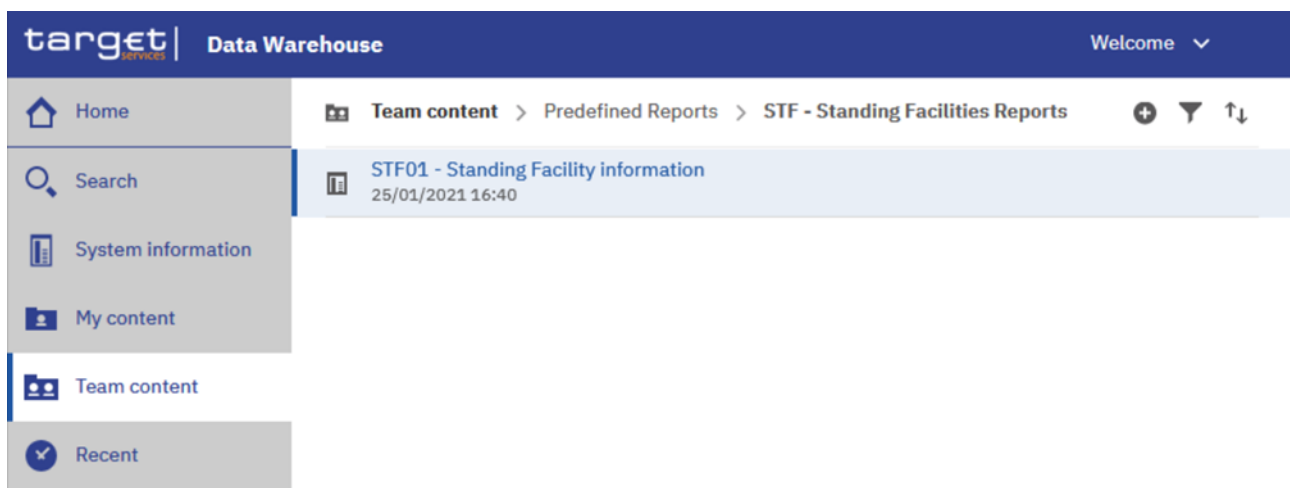 target services | Data Warehouse Welcome
Home
Team content > Predefined Reports > STF - Standing Facilities Reports
Search
STF01 - Standing Facility information
25/01/2021 16:40
System information
My content
Team content
Recent